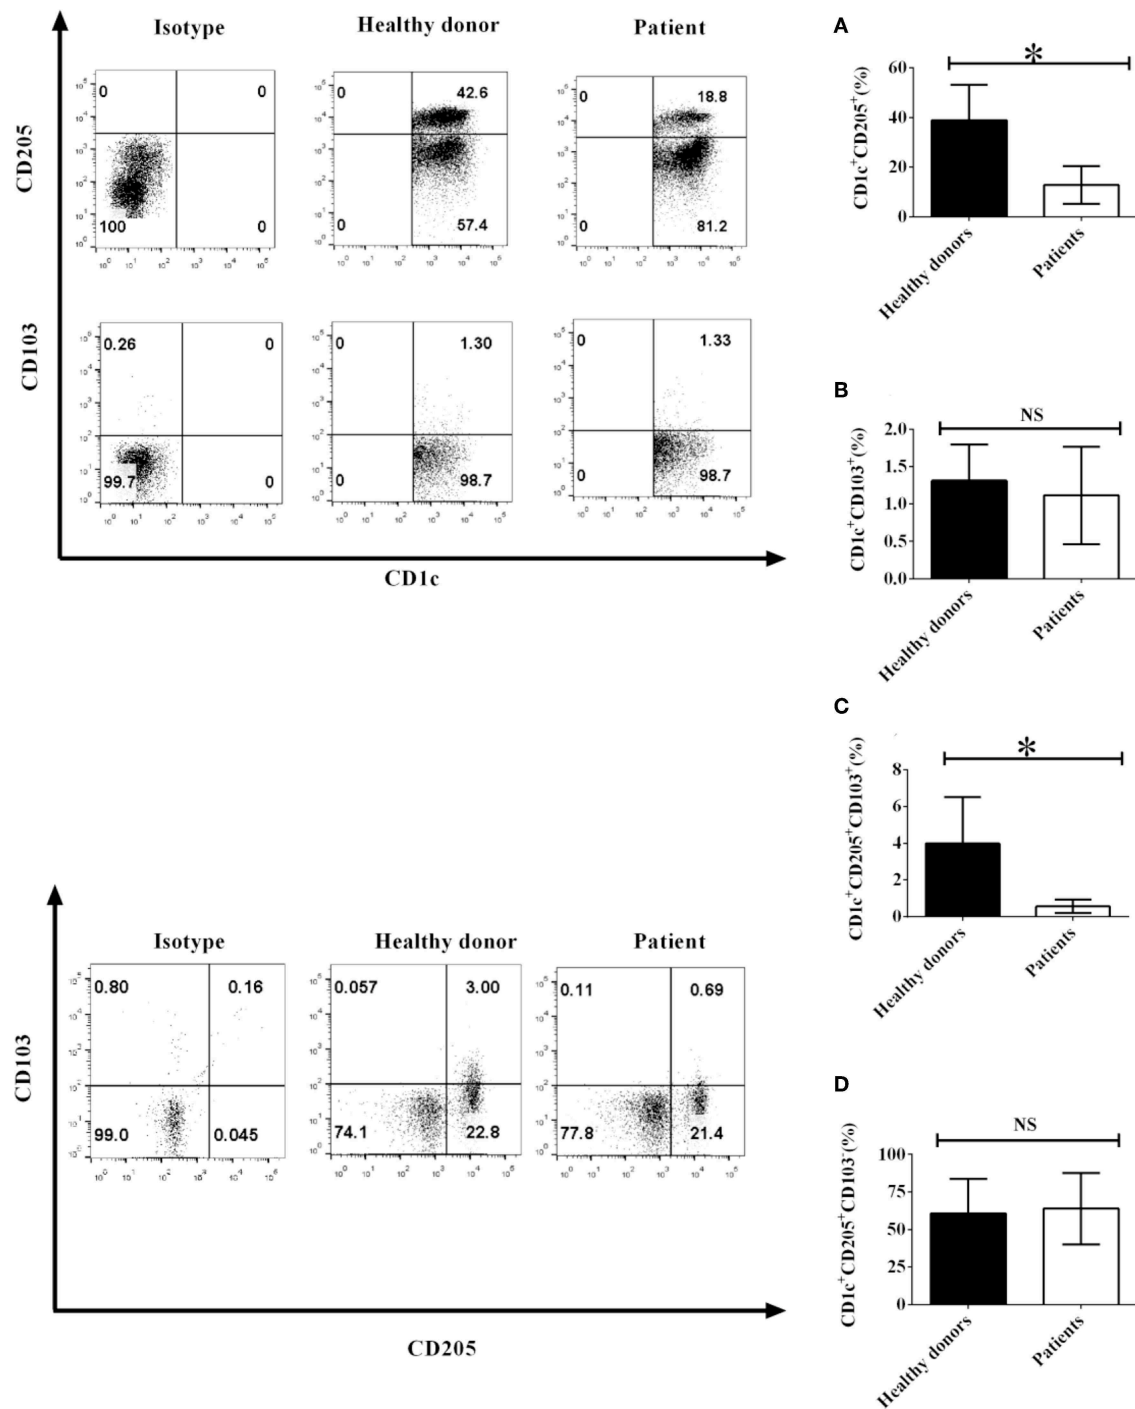 Isotype
Healthy donor
Patient
CD205
0
0
100
0
0
42.6
0
57.4
0
18.8
0
81.2
CD103
0.26
0
99.7
0
0
1.30
0
98.7
0
1.33
0
98.7
CD1c
A
*
CD1c+CD205+(%)
60
40
20
0
Healthy donors
Patients
B
NS
CD1c+CD103+(%)
2.0
1.5
1.0
0.5
0.0
Healthy donors
Patients
C
*
CD1c+CD205+CD103+(%)
8
6
4
2
0
Healthy donors
Patients
Isotype
Healthy donor
Patient
CD103
0.80
0.16
99.0
0.045
0.057
3.00
74.1
22.8
0.11
0.69
77.8
21.4
CD205
D
NS
CD1c+CD205+CD103-(%)
100
75
50
25
0
Healthy donors
Patients